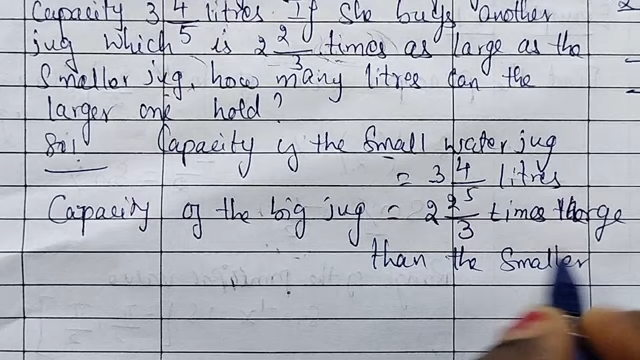 Capacity 3 4/5 litres. If she buys another
jug which is 2 2/3 times as large as the
Smaller jug, how many litres can the
larger one hold?
Sol Capacity of the Small water jug
= 3 4/5 litres
Capacity of the big jug = 2 2/3 times large
than the Smaller